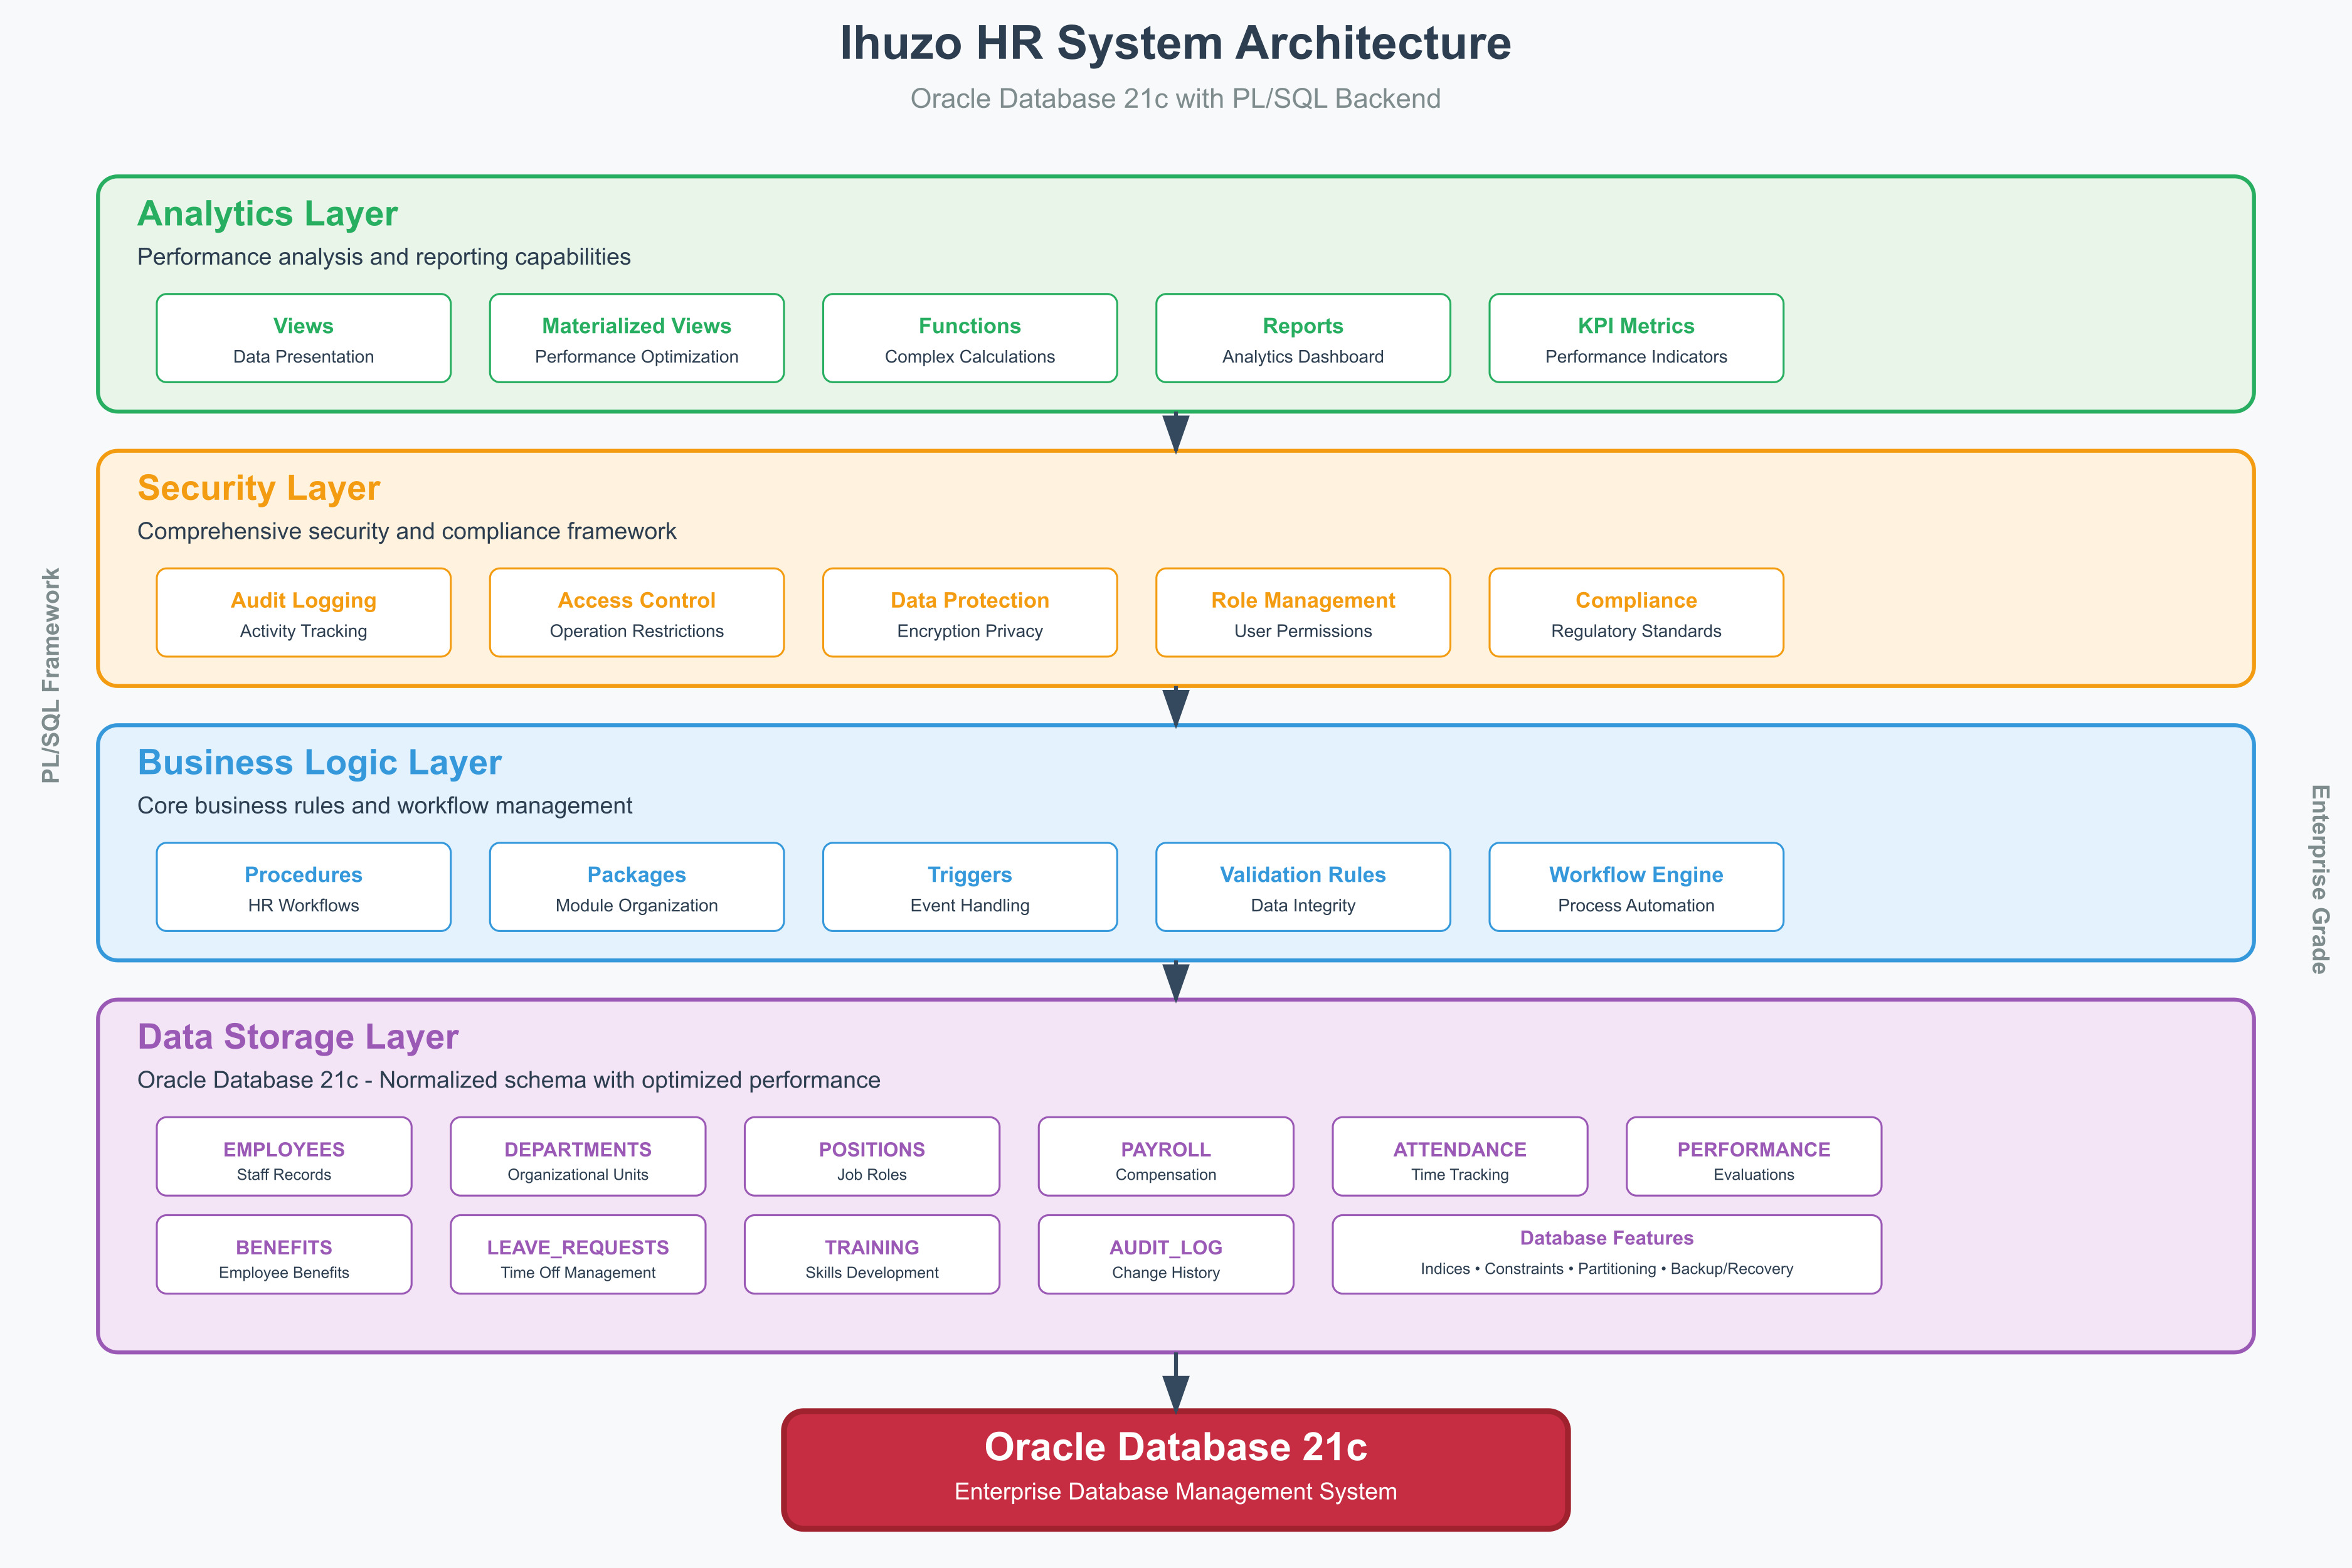 Ihuzo HR System Architecture
Oracle Database 21c with PL/SQL Backend
Analytics Layer
Performance analysis and reporting capabilities
Views
Data Presentation
Materialized Views
Performance Optimization
Functions
Complex Calculations
Reports
Analytics Dashboard
KPI Metrics
Performance Indicators
Security Layer
Comprehensive security and compliance framework
Audit Logging
Activity Tracking
Access Control
Operation Restrictions
Data Protection
Encryption Privacy
Role Management
User Permissions
Compliance
Regulatory Standards
PL/SQL Framework
Business Logic Layer
Core business rules and workflow management
Procedures
HR Workflows
Packages
Module Organization
Triggers
Event Handling
Validation Rules
Data Integrity
Workflow Engine
Process Automation
Enterprise Grade
Data Storage Layer
Oracle Database 21c - Normalized schema with optimized performance
EMPLOYEES
Staff Records
DEPARTMENTS
Organizational Units
POSITIONS
Job Roles
PAYROLL
Compensation
ATTENDANCE
Time Tracking
PERFORMANCE
Evaluations
BENEFITS
Employee Benefits
LEAVE_REQUESTS
Time Off Management
TRAINING
Skills Development
AUDIT_LOG
Change History
Database Features
Indices • Constraints • Partitioning • Backup/Recovery
Oracle Database 21c
Enterprise Database Management System